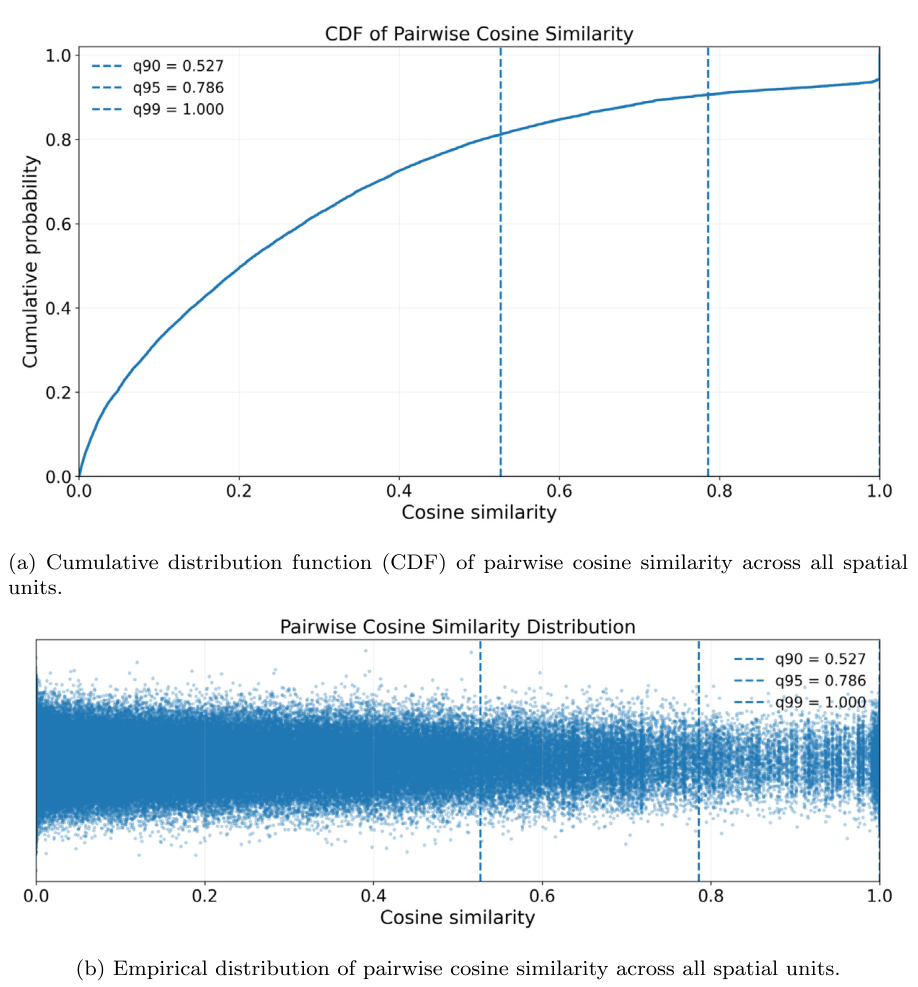 CDF of Pairwise Cosine Similarity
q90 = 0.527
q95 = 0.786
q99 = 1.000
1.0
0.8
0.6
0.4
0.2
0.0
Cumulative probability
0.0 0.2 0.4 0.6 0.8 1.0
Cosine similarity
(a) Cumulative distribution function (CDF) of pairwise cosine similarity across all spatial
units.
Pairwise Cosine Similarity Distribution
q90 = 0.527
q95 = 0.786
q99 = 1.000
0.0 0.2 0.4 0.6 0.8 1.0
Cosine similarity
(b) Empirical distribution of pairwise cosine similarity across all spatial units.